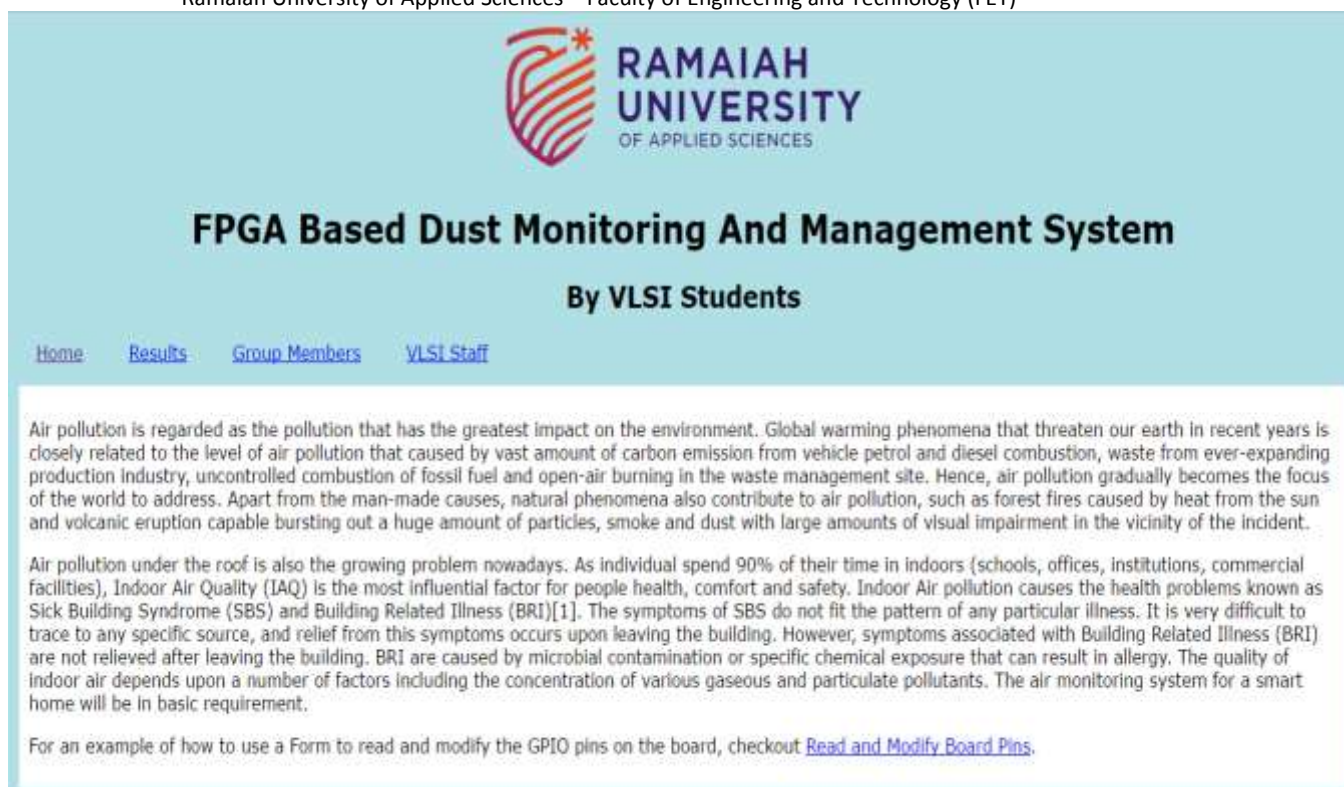 Ramaiah University of Applied Sciences – Faculty of Engineering and Technology (FET)
RAMAIAH
UNIVERSITY
OF APPLIED SCIENCES
FPGA Based Dust Monitoring And Management System
By VLSI Students
Home Results Group Members VLSI Staff
Air pollution is regarded as the pollution that has the greatest impact on the environment. Global warming phenomena that threaten our earth in recent years is
closely related to the level of air pollution that caused by vast amount of carbon emission from vehicle petrol and diesel combustion, waste from ever-expanding
production industry, uncontrolled combustion of fossil fuel and open-air burning in the waste management site. Hence, air pollution gradually becomes the focus
of the world to address. Apart from the man-made causes, natural phenomena also contribute to air pollution, such as forest fires caused by heat from the sun
and volcanic eruption capable bursting out a huge amount of particles, smoke and dust with large amounts of visual impairment in the vicinity of the incident.
Air pollution under the roof is also the growing problem nowadays. As individual spend 90% of their time in indoors (schools, offices, institutions, commercial
facilities), Indoor Air Quality (IAQ) is the most influential factor for people health, comfort and safety. Indoor Air pollution causes the health problems known as
Sick Building Syndrome (SBS) and Building Related Illness (BRI)[1]. The symptoms of SBS do not fit the pattern of any particular illness. It is very difficult to
trace to any specific source, and relief from this symptoms occurs upon leaving the building. However, symptoms associated with Building Related Illness (BRI)
are not relieved after leaving the building. BRI are caused by microbial contamination or specific chemical exposure that can result in allergy. The quality of
indoor air depends upon a number of factors including the concentration of various gaseous and particulate pollutants. The air monitoring system for a smart
home will be in basic requirement.
For an example of how to use a Form to read and modify the GPIO pins on the board, checkout Read and Modify Board Pins.